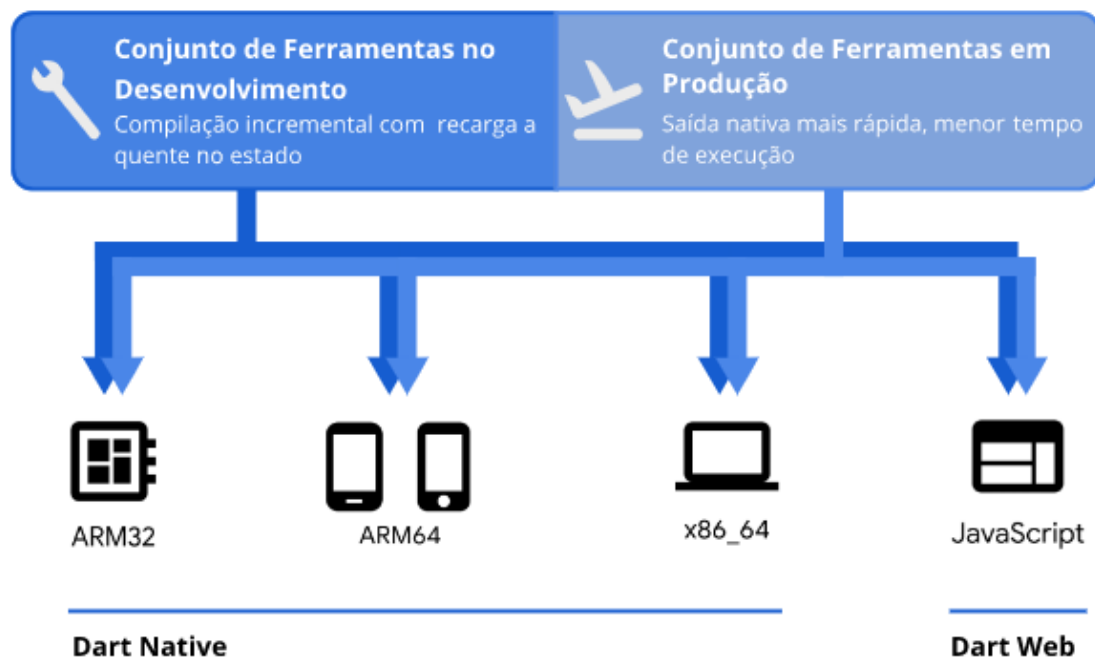 Conjunto de Ferramentas no
Desenvolvimento
Compilação incremental com recarga a
quente no estado
Conjunto de Ferramentas em
Produção
Saída nativa mais rápida, menor tempo
de execução
ARM32
ARM64
x86_64
JavaScript
Dart Native
Dart Web